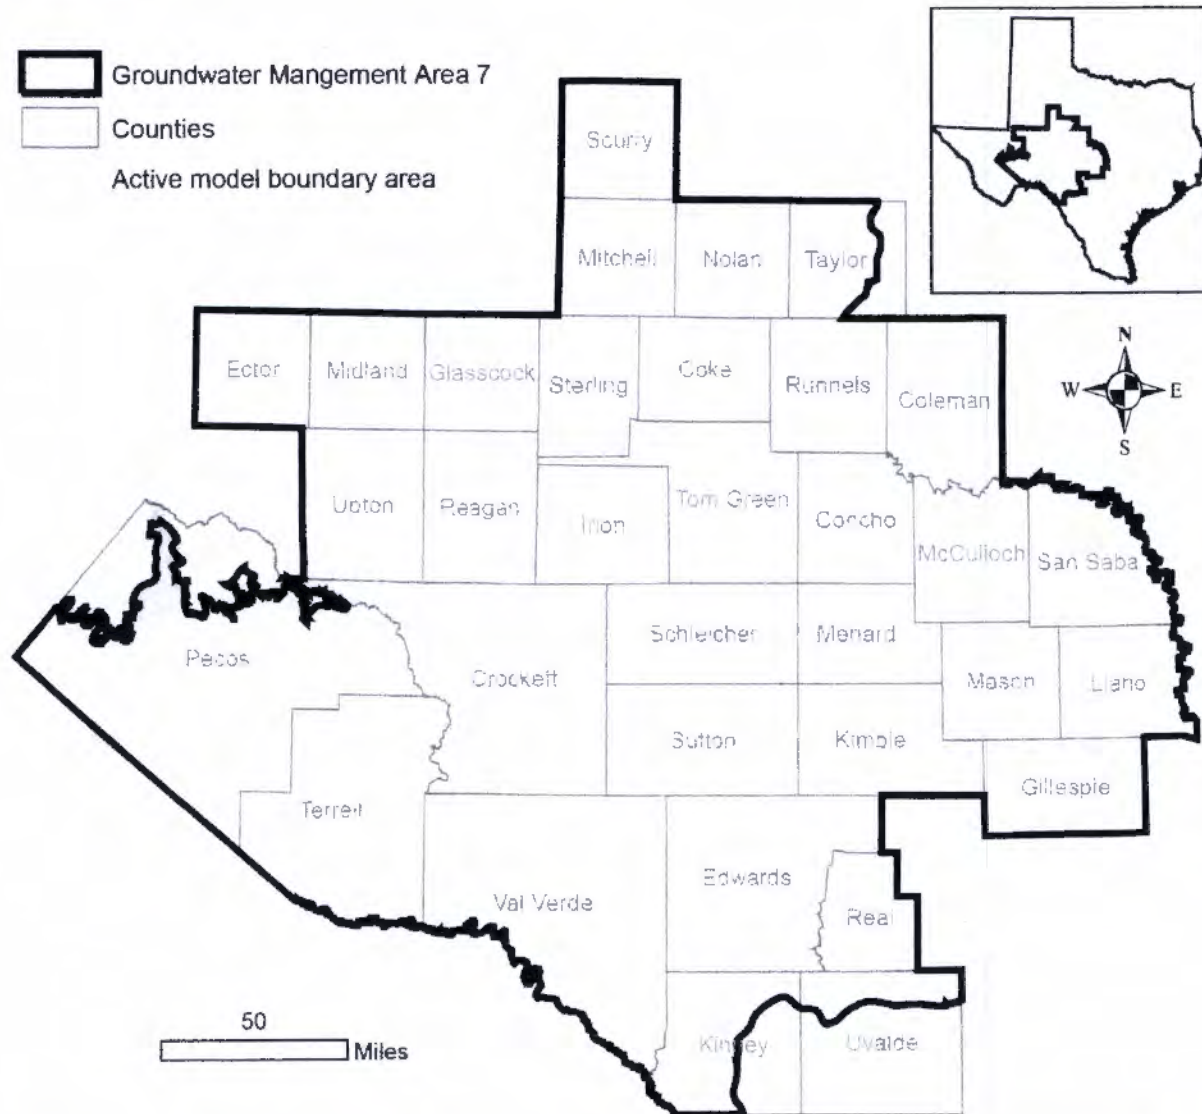 Groundwater Mangement Area 7
Counties
Active model boundary area
Scurry
Mitchell
Nolan
Taylor
Ector
Midland
Glasscock
Sterling
Coke
Runnels
Coleman
N
W
E
S
Upton
Reagan
Irion
Tom Green
Concho
McCulloch
San Saba
Pecos
Crockett
Schleicher
Menard
Mason
Llano
Sutton
Kimble
Gillespie
Terrell
Val Verde
Edwards
Real
50
Miles
Kinney
Uvalde